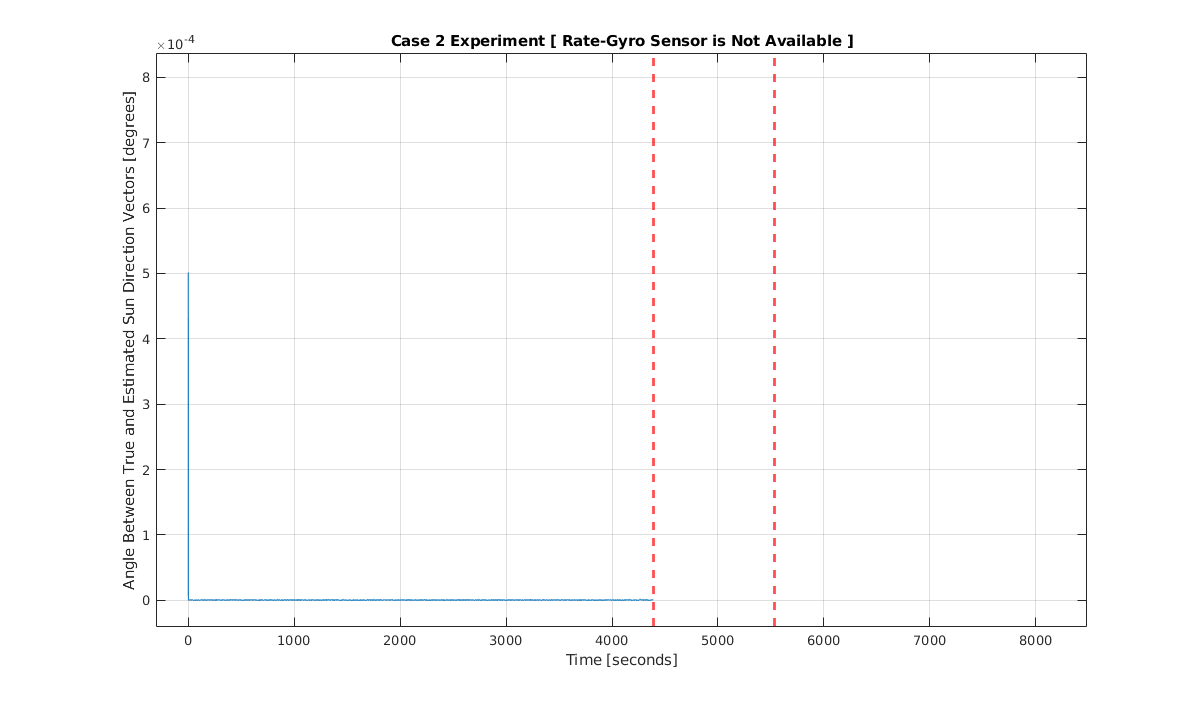 Case 2 Experiment [ Rate-Gyro Sensor is Not Available ]
×10-4
8
7
6
5
4
3
2
1
0
Angle Between True and Estimated Sun Direction Vectors [degrees]
0 1000 2000 3000 4000 5000 6000 7000 8000
Time [seconds]